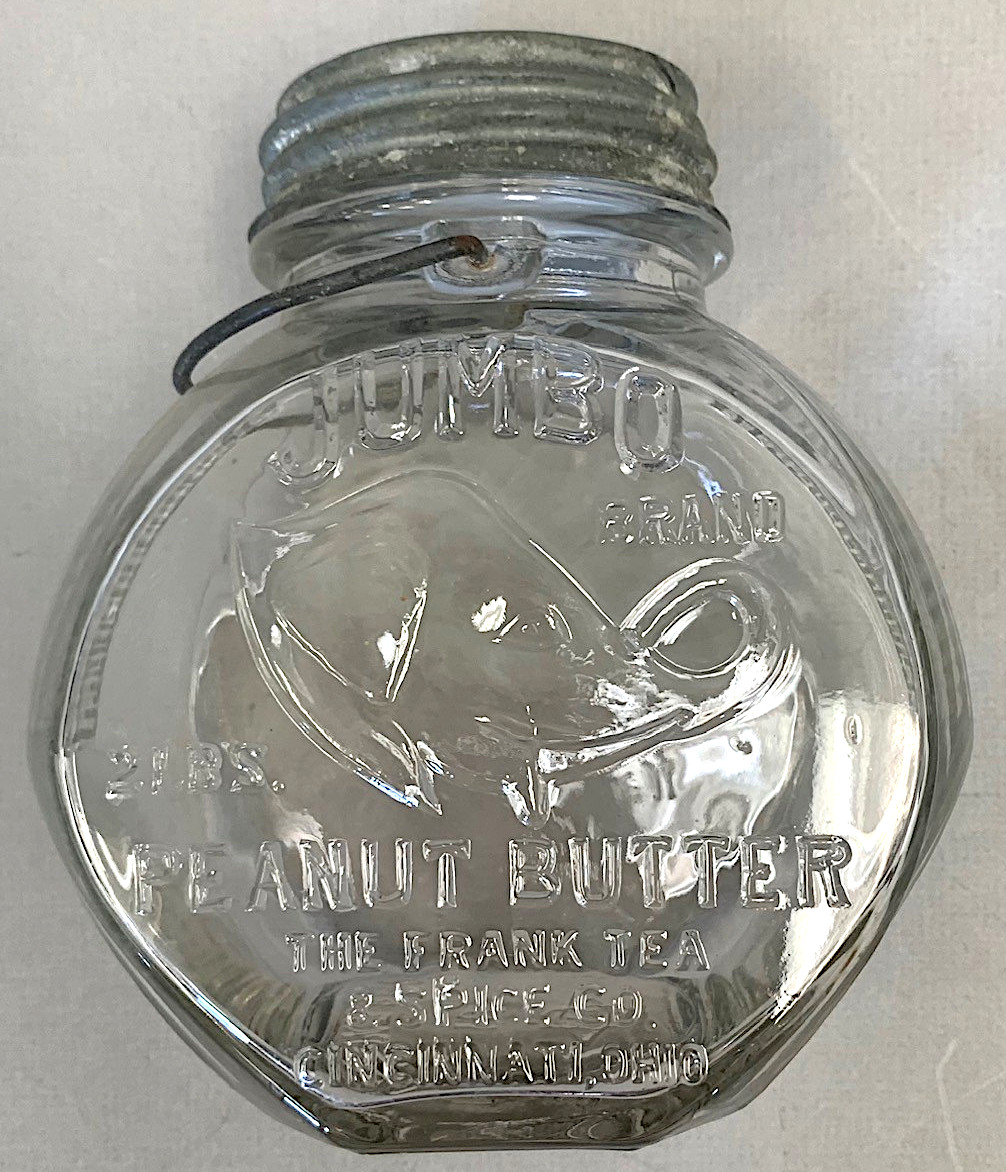 JUMBO
BRAND
2 LBS.
PEANUT BUTTER
THE FRANK TEA
& SPICE CO.
CINCINNATI, OHIO